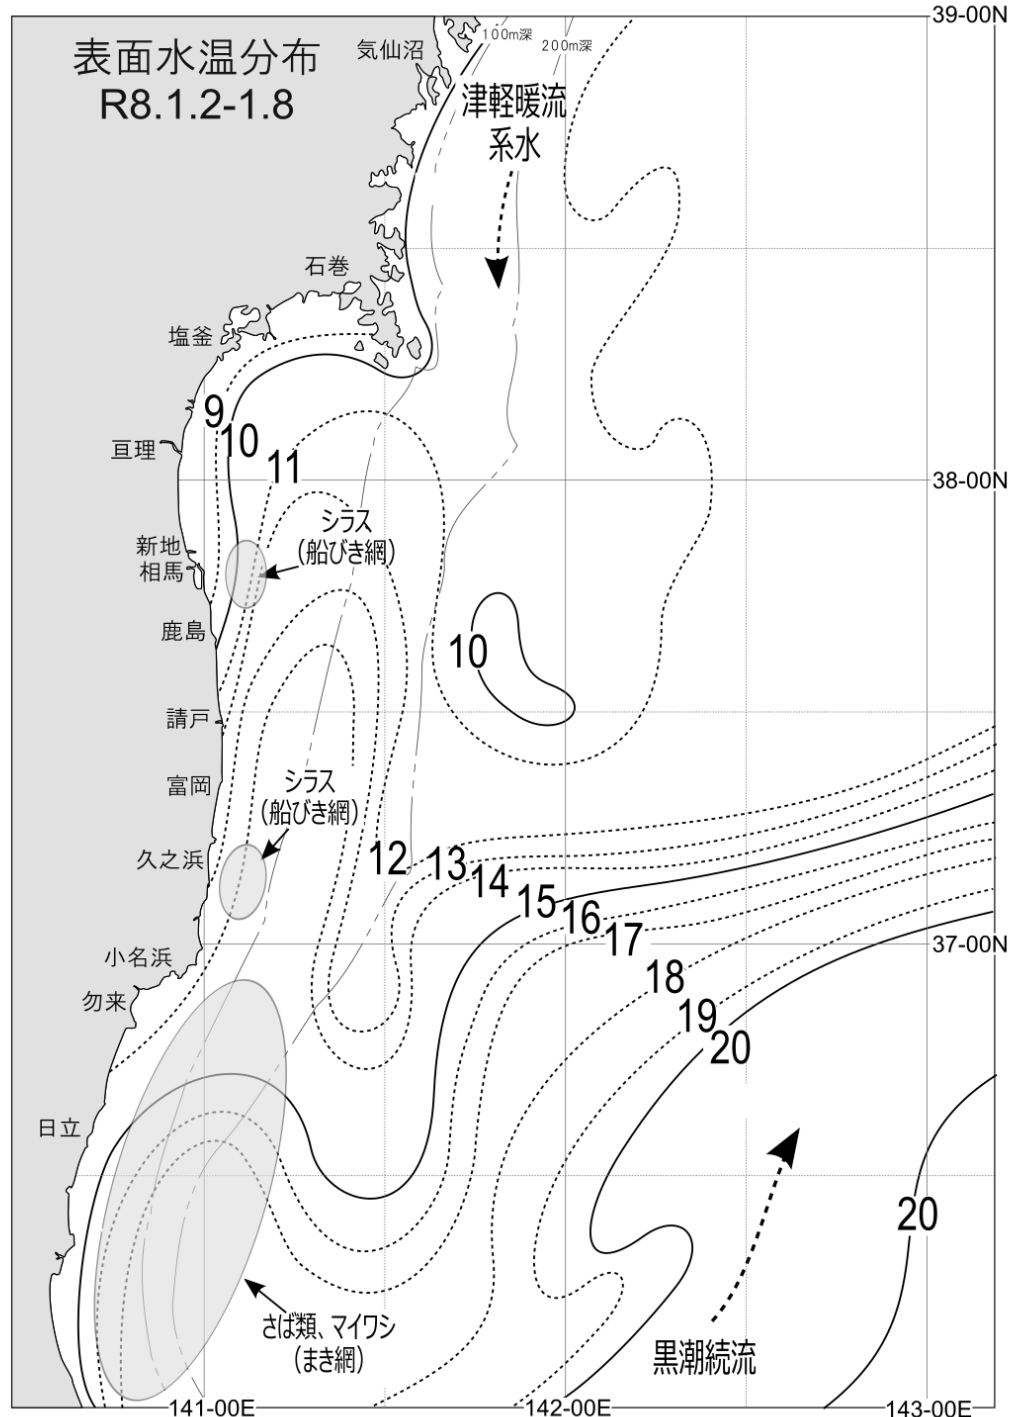 表面水温分布
R8.1.2-1.8
39-00N
100m深
200m深
気仙沼
津軽暖流
系水
石巻
塩釜
9
10
亘理
11
38-00N
シラス
(船びき網)
新地
相馬
鹿島
10
請戸
シラス
(船びき網)
富岡
久之浜
12
13
14
15
16
17
37-00N
小名浜
18
勿来
19
20
日立
20
さば類、マイワシ
(まき網)
黒潮続流
141-00E
142-00E
143-00E